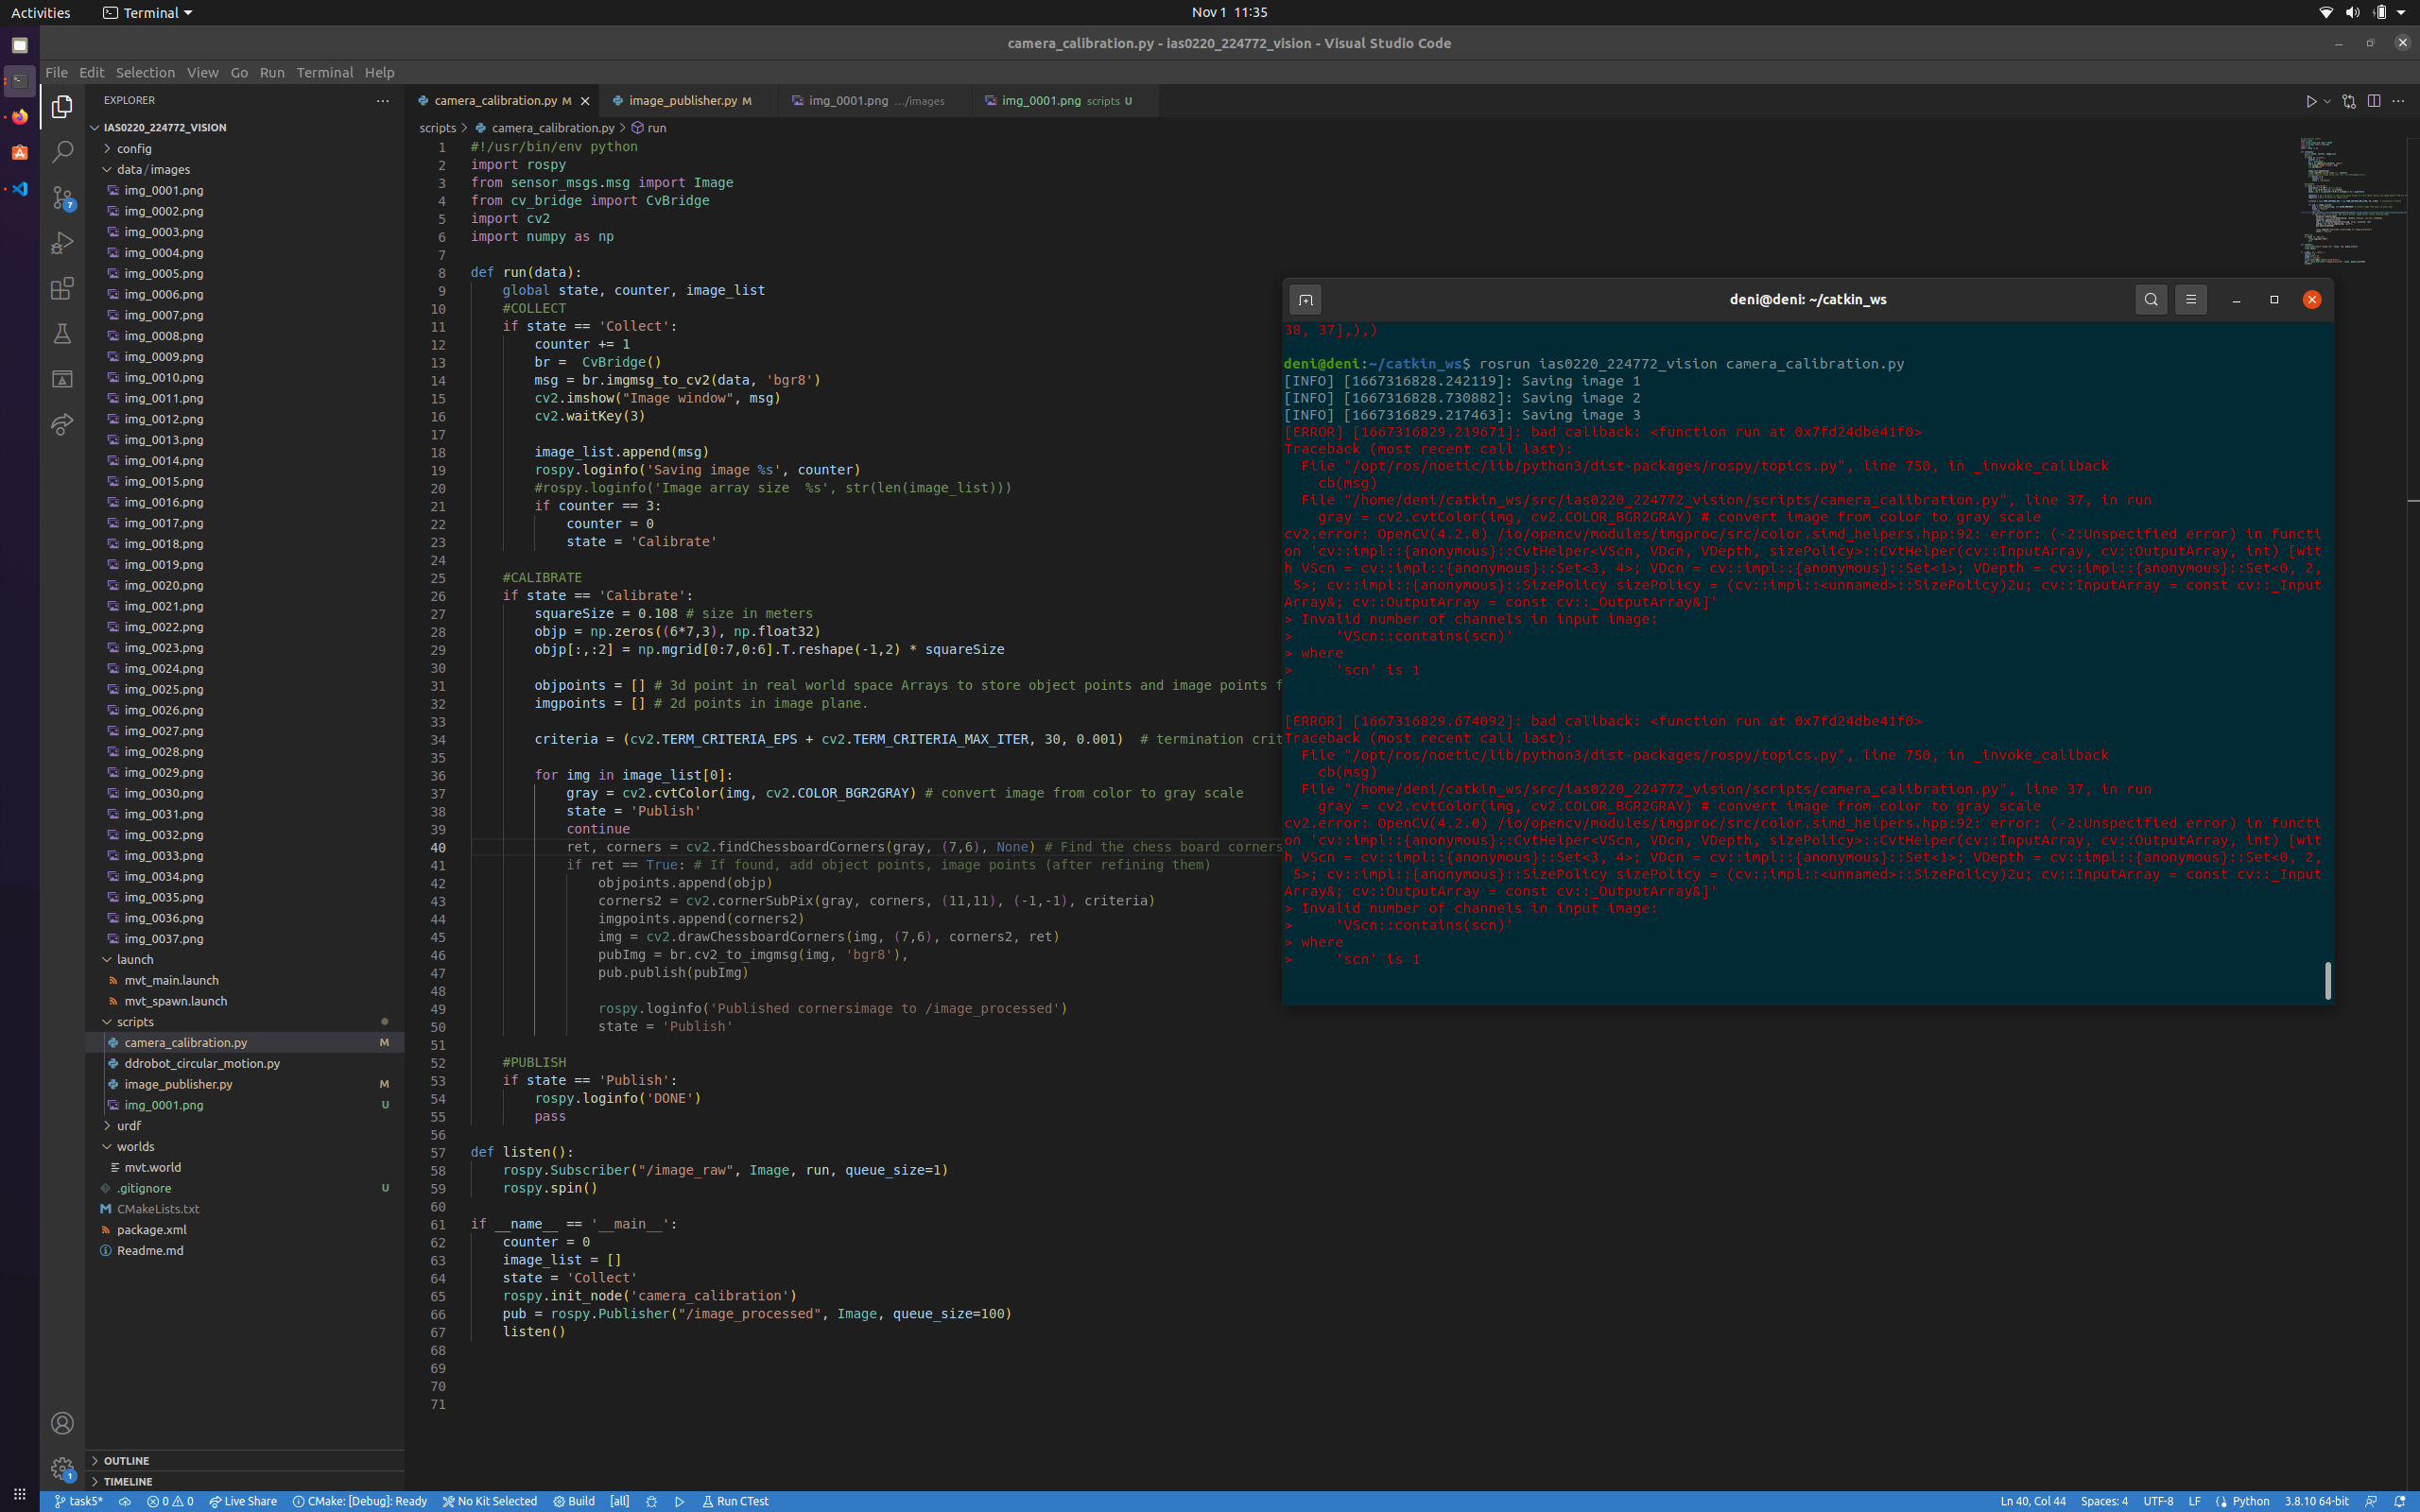 Activities
Terminal
Nov 1 11:35
camera_calibration.py - ias0220_224772_vision - Visual Studio Code
File Edit Selection View Go Run Terminal Help
EXPLORER
IAS0220_224772_VISION
config
data/images
img_0001.png
img_0002.png
img_0003.png
img_0004.png
img_0005.png
img_0006.png
img_0007.png
img_0008.png
img_0009.png
img_0010.png
img_0011.png
img_0012.png
img_0013.png
img_0014.png
img_0015.png
img_0016.png
img_0017.png
img_0018.png
img_0019.png
img_0020.png
img_0021.png
img_0022.png
img_0023.png
img_0024.png
img_0025.png
img_0026.png
img_0027.png
img_0028.png
img_0029.png
img_0030.png
img_0031.png
img_0032.png
img_0033.png
img_0034.png
img_0035.png
img_0036.png
img_0037.png
launch
mvt_main.launch
mvt_spawn.launch
scripts
camera_calibration.py M
ddrobot_circular_motion.py
image_publisher.py M
img_0001.png U
urdf
worlds
mvt.world
.gitignore U
CMakeLists.txt
package.xml
Readme.md
OUTLINE
TIMELINE
7
1
camera_calibration.py M
image_publisher.py M
img_0001.png .../images
img_0001.png scripts U
scripts > camera_calibration.py > run
1 #!/usr/bin/env python
2 import rospy
3 from sensor_msgs.msg import Image
4 from cv_bridge import CvBridge
5 import cv2
6 import numpy as np
7
8 def run(data):
9 global state, counter, image_list
10 #COLLECT
11 if state == 'Collect':
12 counter += 1
13 br =  CvBridge()
14 msg = br.imgmsg_to_cv2(data, 'bgr8')
15 cv2.imshow("Image window", msg)
16 cv2.waitKey(3)
17
18 image_list.append(msg)
19 rospy.loginfo('Saving image %s', counter)
20 #rospy.loginfo('Image array size  %s', str(len(image_list)))
21 if counter == 3:
22 counter = 0
23 state = 'Calibrate'
24
25 #CALIBRATE
26 if state == 'Calibrate':
27 squareSize = 0.108 # size in meters
28 objp = np.zeros((6*7,3), np.float32)
29 objp[:,:2] = np.mgrid[0:7,0:6].T.reshape(-1,2) * squareSize
30
31 objpoints = [] # 3d point in real world space Arrays to store object points and image points f
32 imgpoints = [] # 2d points in image plane.
33
34 criteria = (cv2.TERM_CRITERIA_EPS + cv2.TERM_CRITERIA_MAX_ITER, 30, 0.001)  # termination crit
35
36 for img in image_list[0]:
37 gray = cv2.cvtColor(img, cv2.COLOR_BGR2GRAY) # convert image from color to gray scale
38 state = 'Publish'
39 continue
40 ret, corners = cv2.findChessboardCorners(gray, (7,6), None) # Find the chess board corners
41 if ret == True: # If found, add object points, image points (after refining them)
42 objpoints.append(objp)
43 corners2 = cv2.cornerSubPix(gray, corners, (11,11), (-1,-1), criteria)
44 imgpoints.append(corners2)
45 img = cv2.drawChessboardCorners(img, (7,6), corners2, ret)
46 pubImg = br.cv2_to_imgmsg(img, 'bgr8'),
47 pub.publish(pubImg)
48
49 rospy.loginfo('Published cornersimage to /image_processed')
50 state = 'Publish'
51
52 #PUBLISH
53 if state == 'Publish':
54 rospy.loginfo('DONE')
55 pass
56
57 def listen():
58 rospy.Subscriber("/image_raw", Image, run, queue_size=1)
59 rospy.spin()
60
61 if __name__ == '__main__':
62 counter = 0
63 image_list = []
64 state = 'Collect'
65 rospy.init_node('camera_calibration')
66 pub = rospy.Publisher("/image_processed", Image, queue_size=100)
67 listen()
68
69
70
71
deni@deni: ~/catkin_ws
38, 37],),)
deni@deni:~/catkin_ws$ rosrun ias0220_224772_vision camera_calibration.py
[INFO] [1667316828.242119]: Saving image 1
[INFO] [1667316828.730882]: Saving image 2
[INFO] [1667316829.217463]: Saving image 3
[ERROR] [1667316829.219671]: bad callback: <function run at 0x7fd24dbe41f0>
Traceback (most recent call last):
File "/opt/ros/noetic/lib/python3/dist-packages/rospy/topics.py", line 750, in _invoke_callback
cb(msg)
File "/home/deni/catkin_ws/src/ias0220_224772_vision/scripts/camera_calibration.py", line 37, in run
gray = cv2.cvtColor(img, cv2.COLOR_BGR2GRAY) # convert image from color to gray scale
cv2.error: OpenCV(4.2.0) /io/opencv/modules/imgproc/src/color.simd_helpers.hpp:92: error: (-2:Unspecified error) in functi
on 'cv::impl::{anonymous}::CvtHelper<VScn, VDcn, VDepth, sizePolicy>::CvtHelper(cv::InputArray, cv::OutputArray, int) [wit
h VScn = cv::impl::{anonymous}::Set<3, 4>; VDcn = cv::impl::{anonymous}::Set<1>; VDepth = cv::impl::{anonymous}::Set<0, 2,
5>; cv::impl::{anonymous}::SizePolicy sizePolicy = (cv::impl::<unnamed>::SizePolicy)2u; cv::InputArray = const cv::_Input
Array&; cv::OutputArray = const cv::_OutputArray&]'
> Invalid number of channels in input image:
> 'VScn::contains(scn)'
> where
> 'scn' is 1
[ERROR] [1667316829.674092]: bad callback: <function run at 0x7fd24dbe41f0>
Traceback (most recent call last):
File "/opt/ros/noetic/lib/python3/dist-packages/rospy/topics.py", line 750, in _invoke_callback
cb(msg)
File "/home/deni/catkin_ws/src/ias0220_224772_vision/scripts/camera_calibration.py", line 37, in run
gray = cv2.cvtColor(img, cv2.COLOR_BGR2GRAY) # convert image from color to gray scale
cv2.error: OpenCV(4.2.0) /io/opencv/modules/imgproc/src/color.simd_helpers.hpp:92: error: (-2:Unspecified error) in functi
on 'cv::impl::{anonymous}::CvtHelper<VScn, VDcn, VDepth, sizePolicy>::CvtHelper(cv::InputArray, cv::OutputArray, int) [wit
h VScn = cv::impl::{anonymous}::Set<3, 4>; VDcn = cv::impl::{anonymous}::Set<1>; VDepth = cv::impl::{anonymous}::Set<0, 2,
5>; cv::impl::{anonymous}::SizePolicy sizePolicy = (cv::impl::<unnamed>::SizePolicy)2u; cv::InputArray = const cv::_Input
Array&; cv::OutputArray = const cv::_OutputArray&]'
> Invalid number of channels in input image:
> 'VScn::contains(scn)'
> where
> 'scn' is 1
task5* 0 0 Live Share CMake: [Debug]: Ready No Kit Selected Build [all] Run CTest Ln 40, Col 44 Spaces: 4 UTF-8 LF Python 3.8.10 64-bit